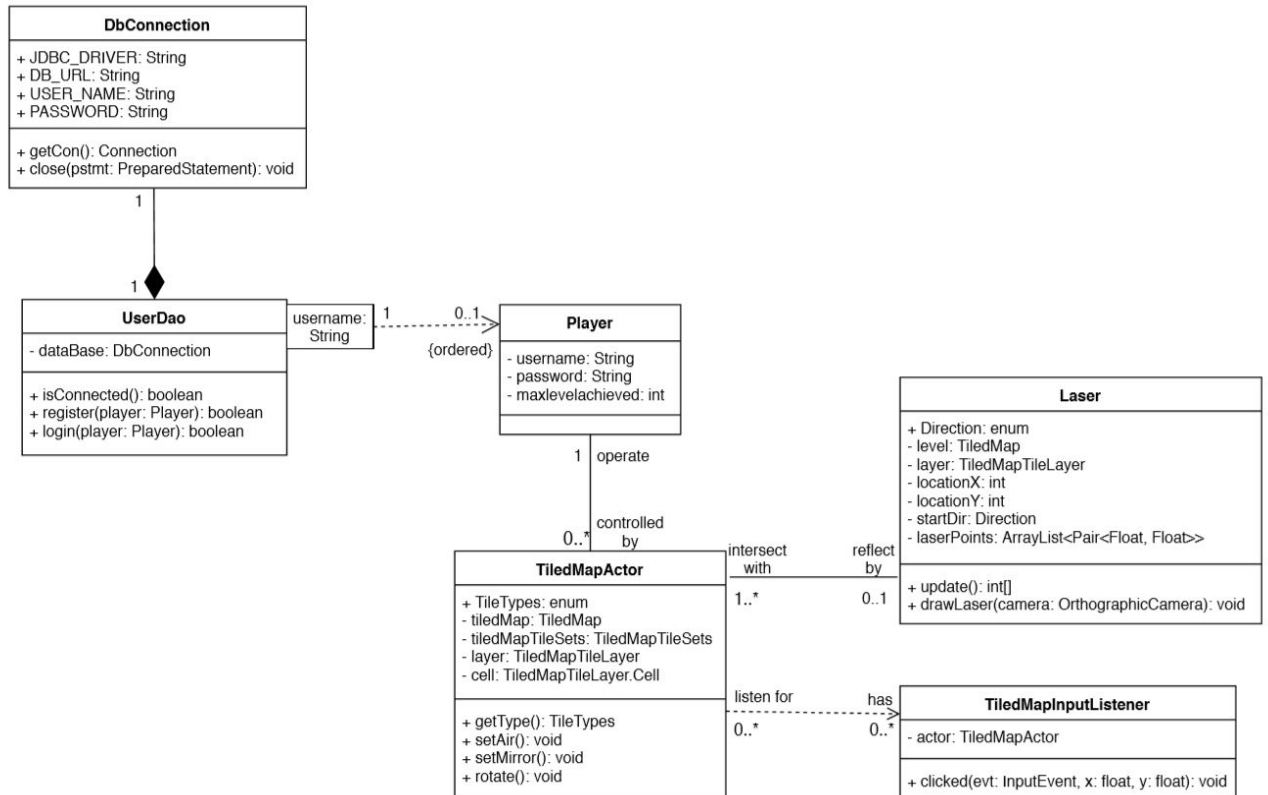 DbConnection
+ JDBC_DRIVER: String
+ DB_URL: String
+ USER_NAME: String
+ PASSWORD: String
+ getCon(): Connection
+ close(pstmt: PreparedStatement): void
1
1
UserDao
- dataBase: DbConnection
+ isConnected(): boolean
+ register(player: Player): boolean
+ login(player: Player): boolean
username:
String
1
0..1
{ordered}
Player
- username: String
- password: String
- maxlevelachieved: int
1
operate
controlled
by
0..*
TiledMapActor
+ TileTypes: enum
- tiledMap: TiledMap
- tiledMapTileSets: TiledMapTileSets
- layer: TiledMapTileLayer
- cell: TiledMapTileLayer.Cell
+ getType(): TileTypes
+ setAir(): void
+ setMirror(): void
+ rotate(): void
intersect
with
1..*
reflect
by
0..1
Laser
+ Direction: enum
- level: TiledMap
- layer: TiledMapTileLayer
- locationX: int
- locationY: int
- startDir: Direction
- laserPoints: ArrayList<Pair<Float, Float>>
+ update(): int[]
+ drawLaser(camera: OrthographicCamera): void
listen for
0..*
has
0..*
TiledMapInputListener
- actor: TiledMapActor
+ clicked(evt: InputEvent, x: float, y: float): void